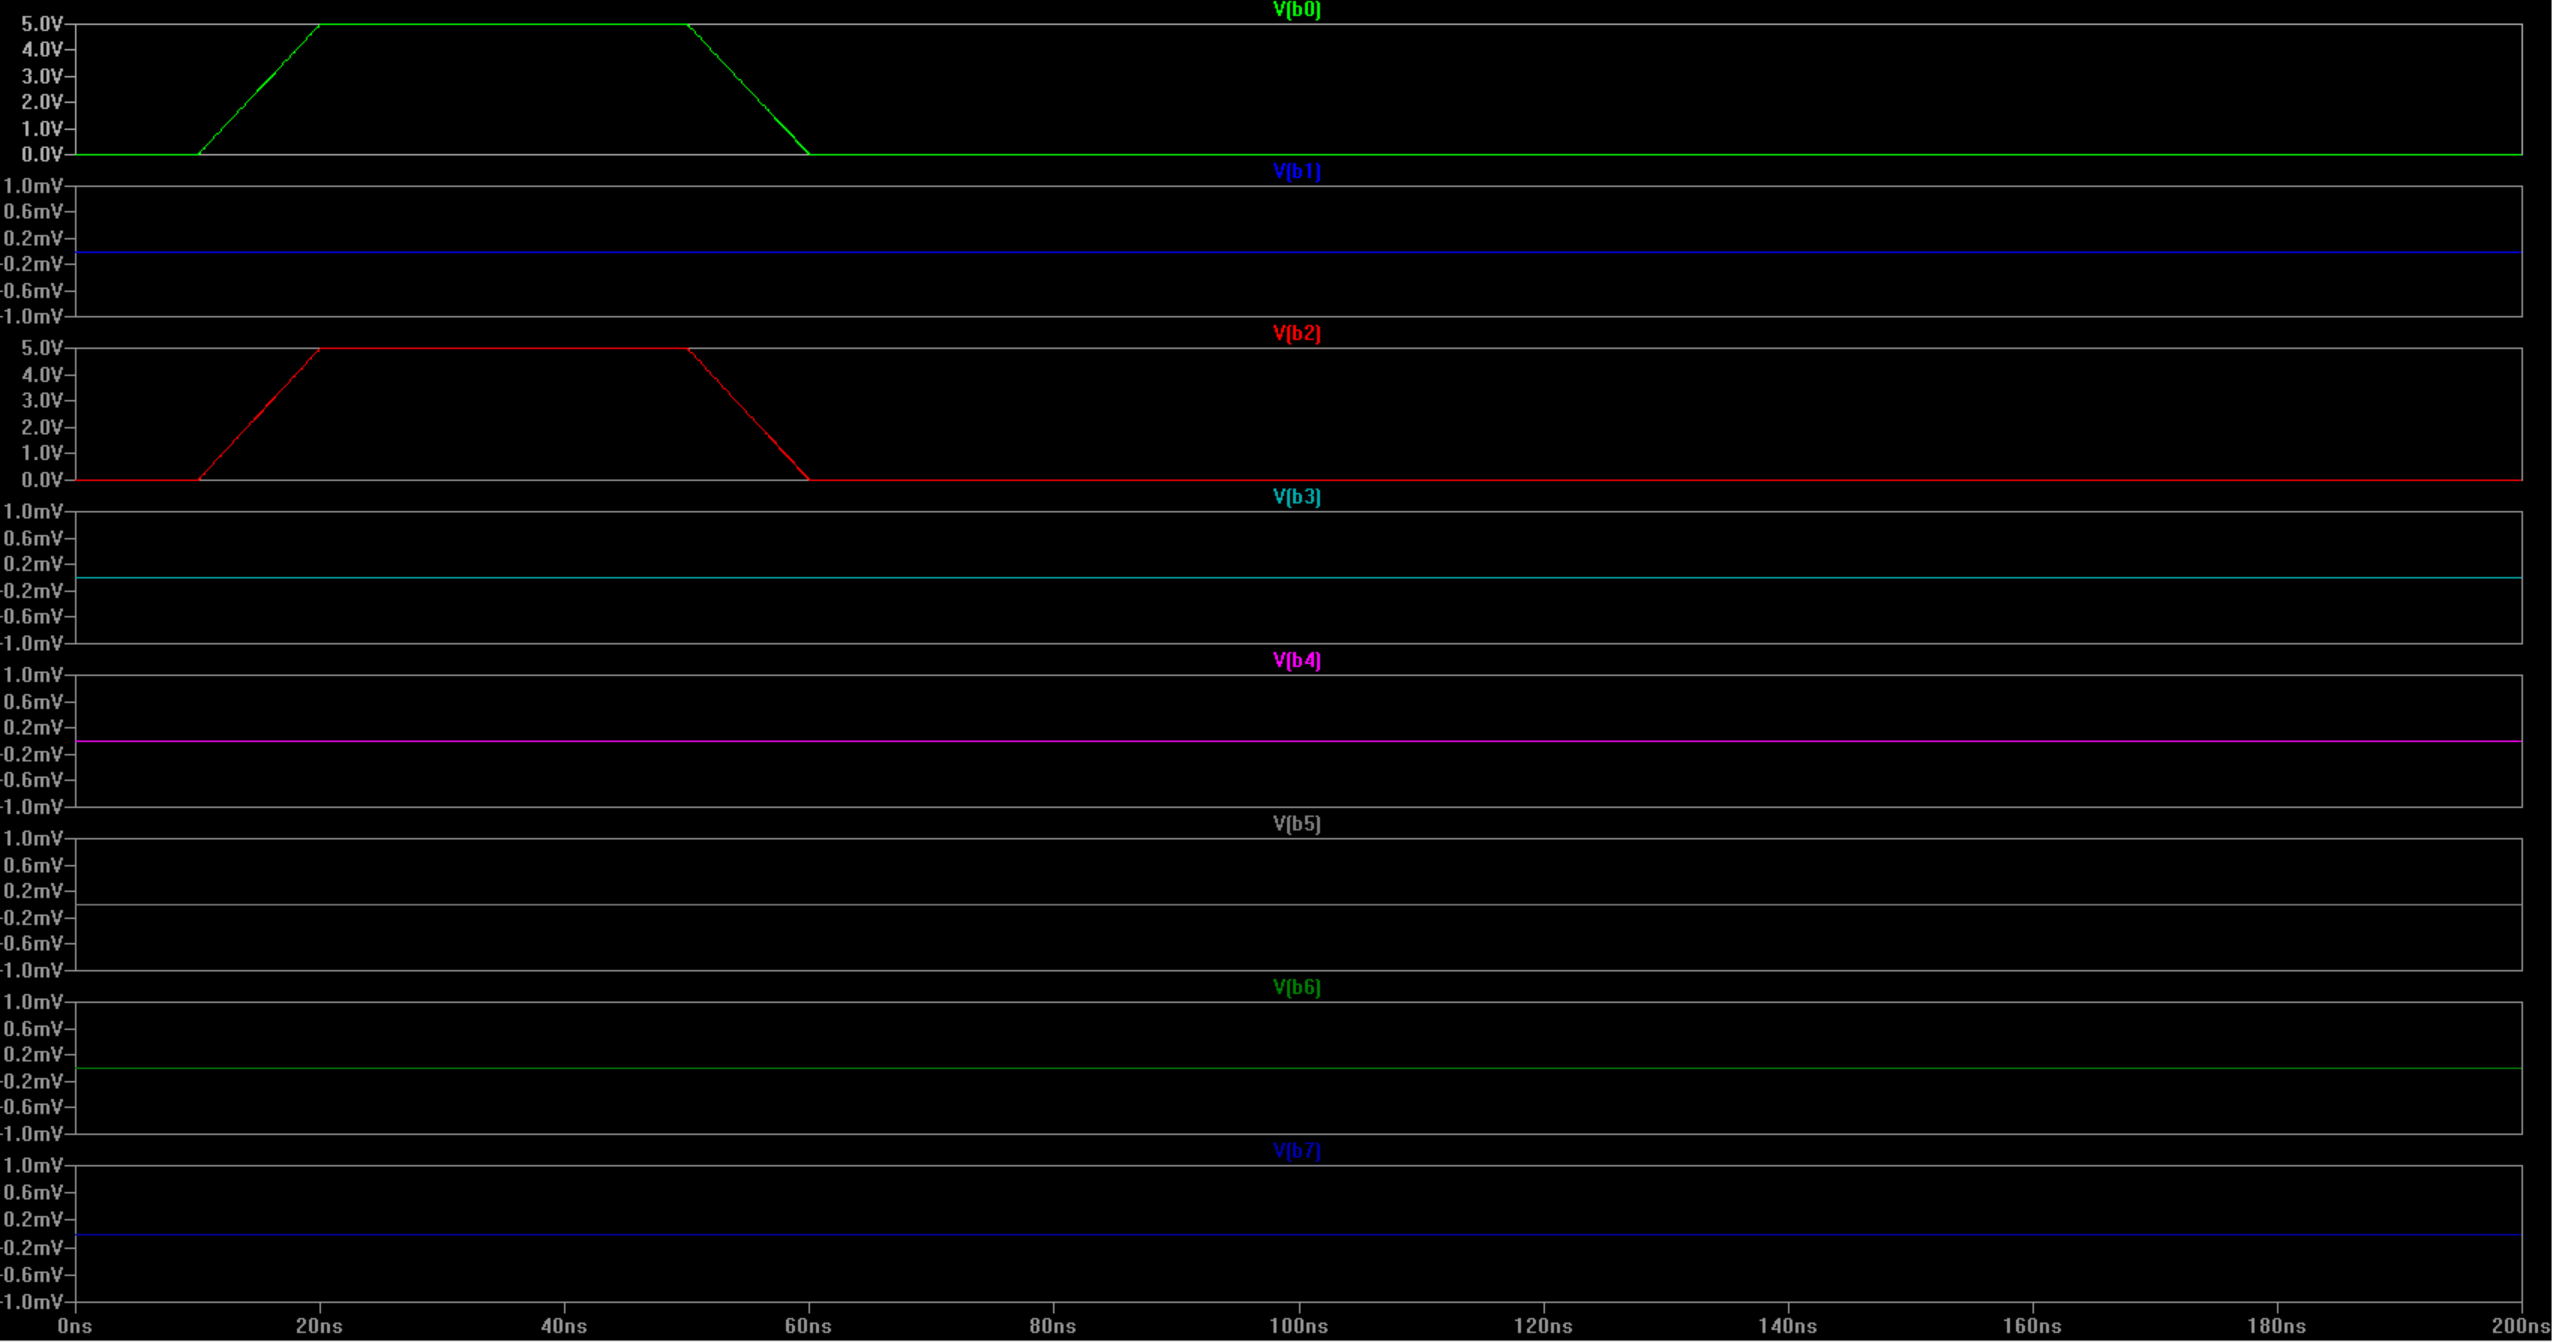 V(b0)
5.0V
4.0V
3.0V
2.0V
1.0V
0.0V
V(b1)
1.0mV
0.6mV
0.2mV
-0.2mV
-0.6mV
-1.0mV
V(b2)
5.0V
4.0V
3.0V
2.0V
1.0V
0.0V
V(b3)
1.0mV
0.6mV
0.2mV
-0.2mV
-0.6mV
-1.0mV
V(b4)
1.0mV
0.6mV
0.2mV
-0.2mV
-0.6mV
-1.0mV
V(b5)
1.0mV
0.6mV
0.2mV
-0.2mV
-0.6mV
-1.0mV
V(b6)
1.0mV
0.6mV
0.2mV
-0.2mV
-0.6mV
-1.0mV
V(b7)
1.0mV
0.6mV
0.2mV
-0.2mV
-0.6mV
-1.0mV
0ns 20ns 40ns 60ns 80ns 100ns 120ns 140ns 160ns 180ns 200ns